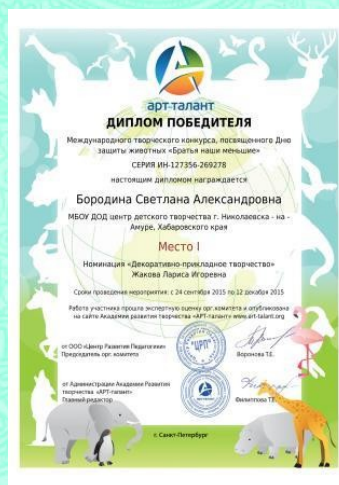 арт-талант
ДИПЛОМ ПОБЕДИТЕЛЯ
Международного творческого конкурса, посвященного Дню
защиты животных «Братья наши меньшие»
СЕРИЯ ИН-127356-269278
настоящим дипломом награждается
Бородина Светлана Александровна
МБОУ ДОД центр детского творчества г. Николаевска - на -
Амуре, Хабаровского края
Место I
Номинация «Декоративно-прикладное творчество»
Жакова Лариса Игоревна
Сроки проведения мероприятия: с 24 сентября 2015 по 12 декабря 2015
Работа участника прошла экспертную оценку орг.комитета и опубликована
на сайте Академии развития творчества «АРТ-талант» www.art-talant.org
от ООО «Центр Развития Педагогики»
Председатель орг. комитета
"ЦРП"
Воронова Т.Е.
от Администрации Академии Развития
творчества «АРТ-талант»
Главный редактор
Филиппова Т.
г. Санкт-Петербург